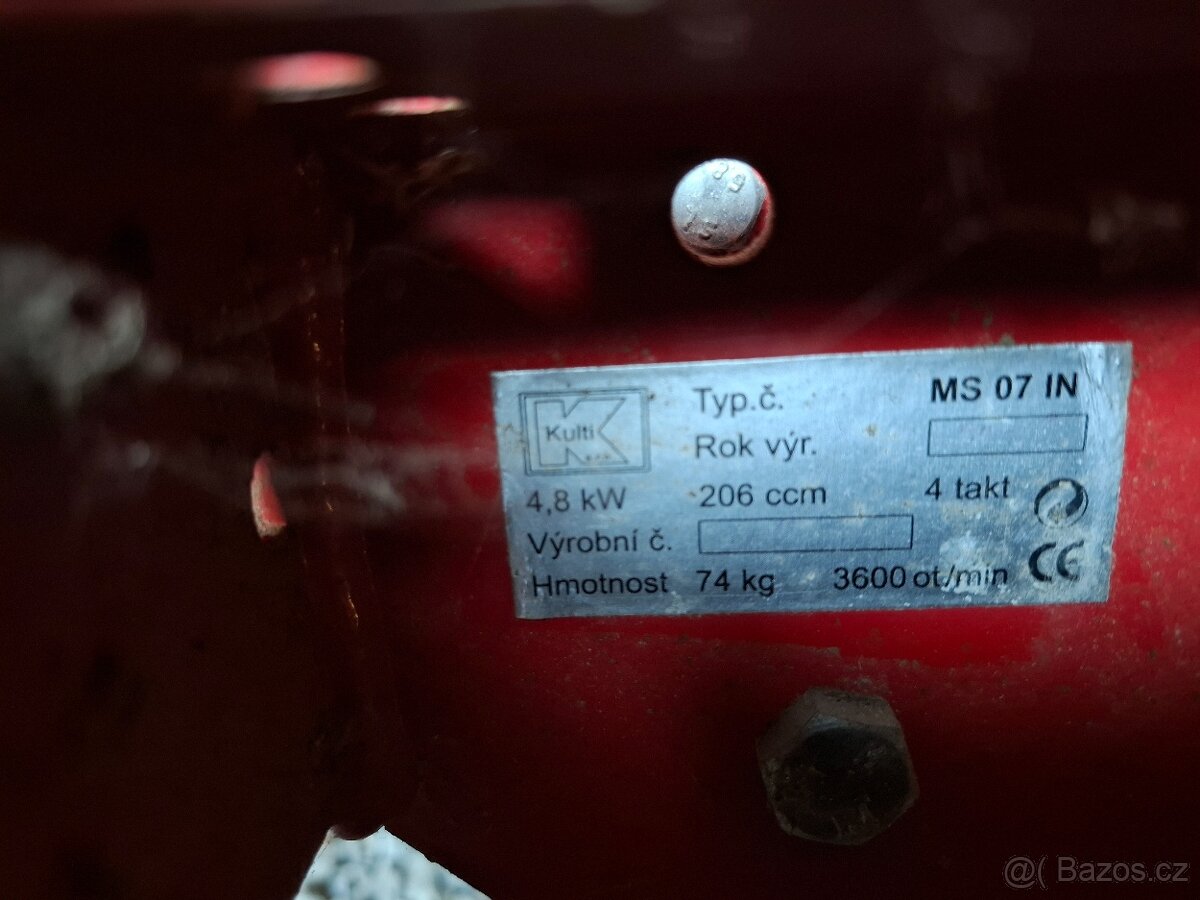 Kulti
Typ.č. MS 07 IN
Rok výr.
4,8 kW 206 ccm 4 takt
Výrobní č.
Hmotnost 74 kg 3600 ot./min
CE
@( Bazos.cz